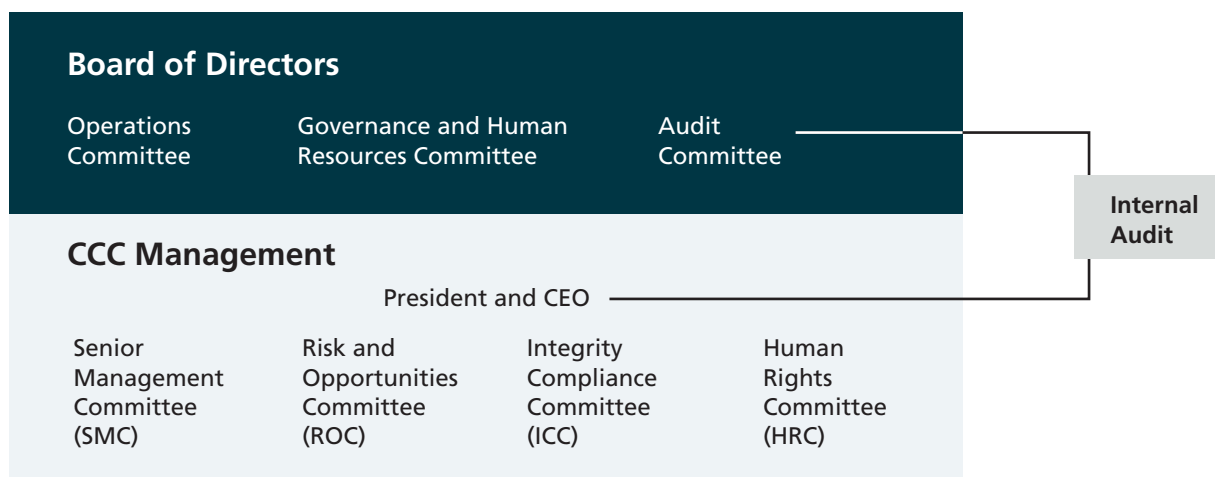 Board of Directors
Operations
Committee
Governance and Human
Resources Committee
Audit
Committee
Internal
Audit
CCC Management
President and CEO
Senior
Management
Committee
(SMC)
Risk and
Opportunities
Committee
(ROC)
Integrity
Compliance
Committee
(ICC)
Human
Rights
Committee
(HRC)